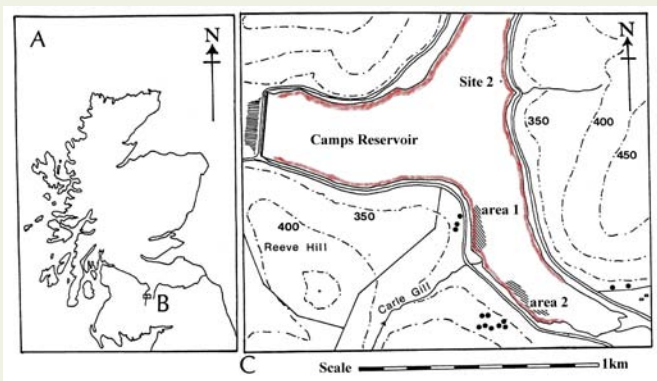 A
N
B
C
N
Site 2
Camps Reservoir
350
400
450
area 1
350
400
Reeve Hill
Carle Gill
area 2
Scale 1km